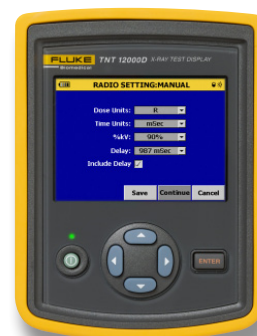 FLUKE TNT 12000D X-RAY TEST DISPLAY
Biomedical
RADIO SETTING:MANUAL
Dose Units: R
Time Units: mSec
%kV: 90%
Delay: 987 mSec
Include Delay
Save Continue Cancel
ENTER